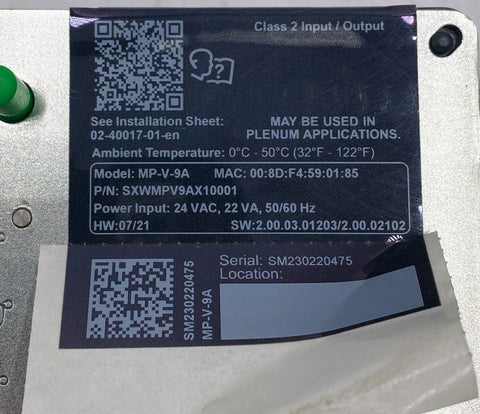 Class 2 Input / Output
See Installation Sheet:
02-40017-01-en
MAY BE USED IN
PLENUM APPLICATIONS.
Ambient Temperature: 0°C - 50°C (32°F - 122°F)
Model: MP-V-9A MAC: 00:8D:F4:59:01:85
P/N: SXWMPV9AX10001
Power Input: 24 VAC, 22 VA, 50/60 Hz
HW:07/21 SW:2.00.03.01203/2.00.02102
SM230220475
MP-V-9A
Serial: SM230220475
Location: